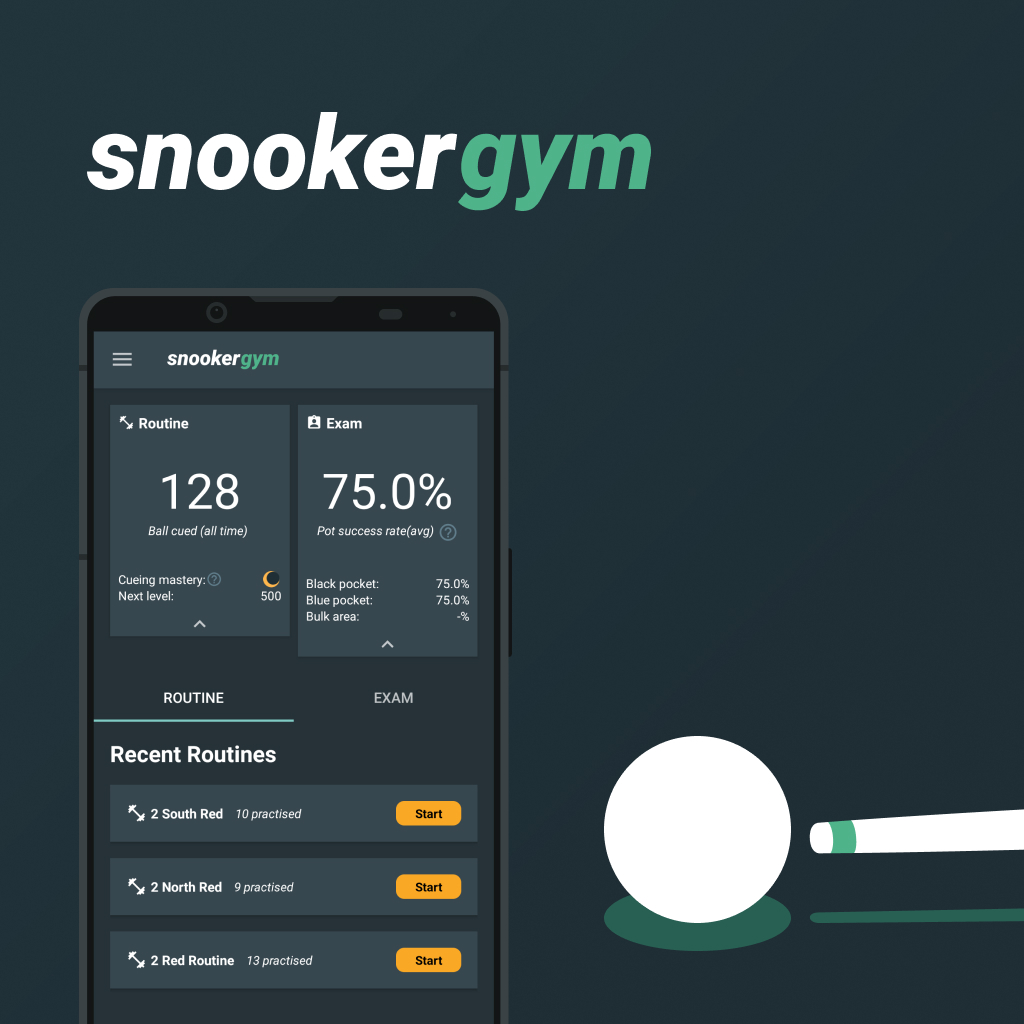 snookergym
snookergym
Routine
128
Ball cued (all time)
Cueing mastery:
Next level: 500
Exam
75.0%
Pot success rate(avg) ?
Black pocket: 75.0%
Blue pocket: 75.0%
Bulk area: -%
ROUTINE EXAM
Recent Routines
2 South Red 10 practised Start
2 North Red 9 practised Start
2 Red Routine 13 practised Start